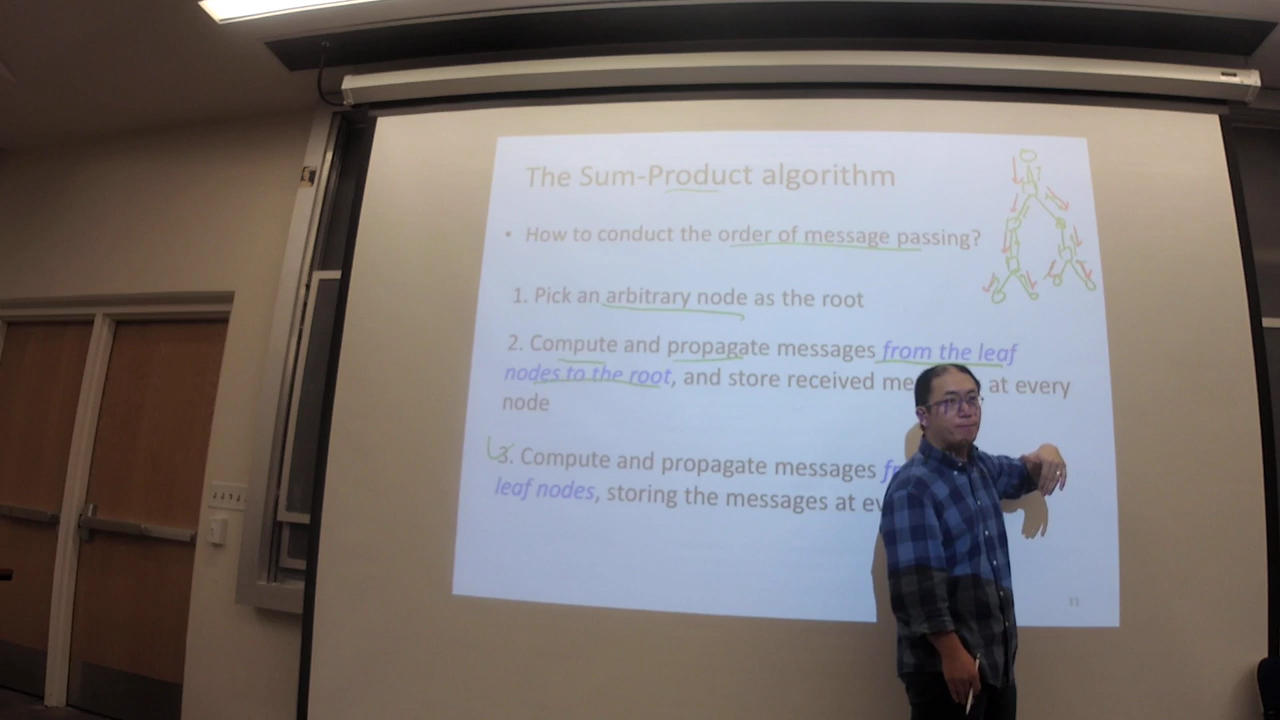 The Sum-Product algorithm
• How to conduct the order of message passing?
1. Pick an arbitrary node as the root
2. Compute and propagate messages from the leaf
nodes to the root, and store received me at every
node
3. Compute and propagate messages
leaf nodes, storing the messages at
11